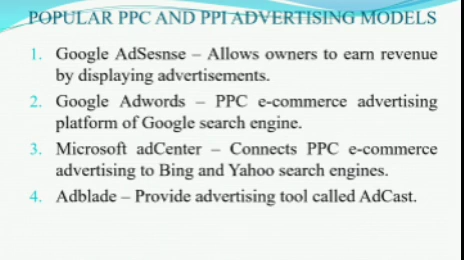 POPULAR PPC AND PPI ADVERTISING MODELS
1. Google AdSesnse – Allows owners to earn revenue
by displaying advertisements.
2. Google Adwords – PPC e-commerce advertising
platform of Google search engine.
3. Microsoft adCenter – Connects PPC e-commerce
advertising to Bing and Yahoo search engines.
4. Adblade – Provide advertising tool called AdCast.